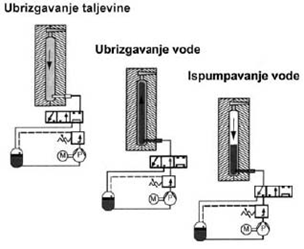 Ubrizgavanje taljevine
Ubrizgavanje vode
Ispumpavanje vode
M P
M P
M P